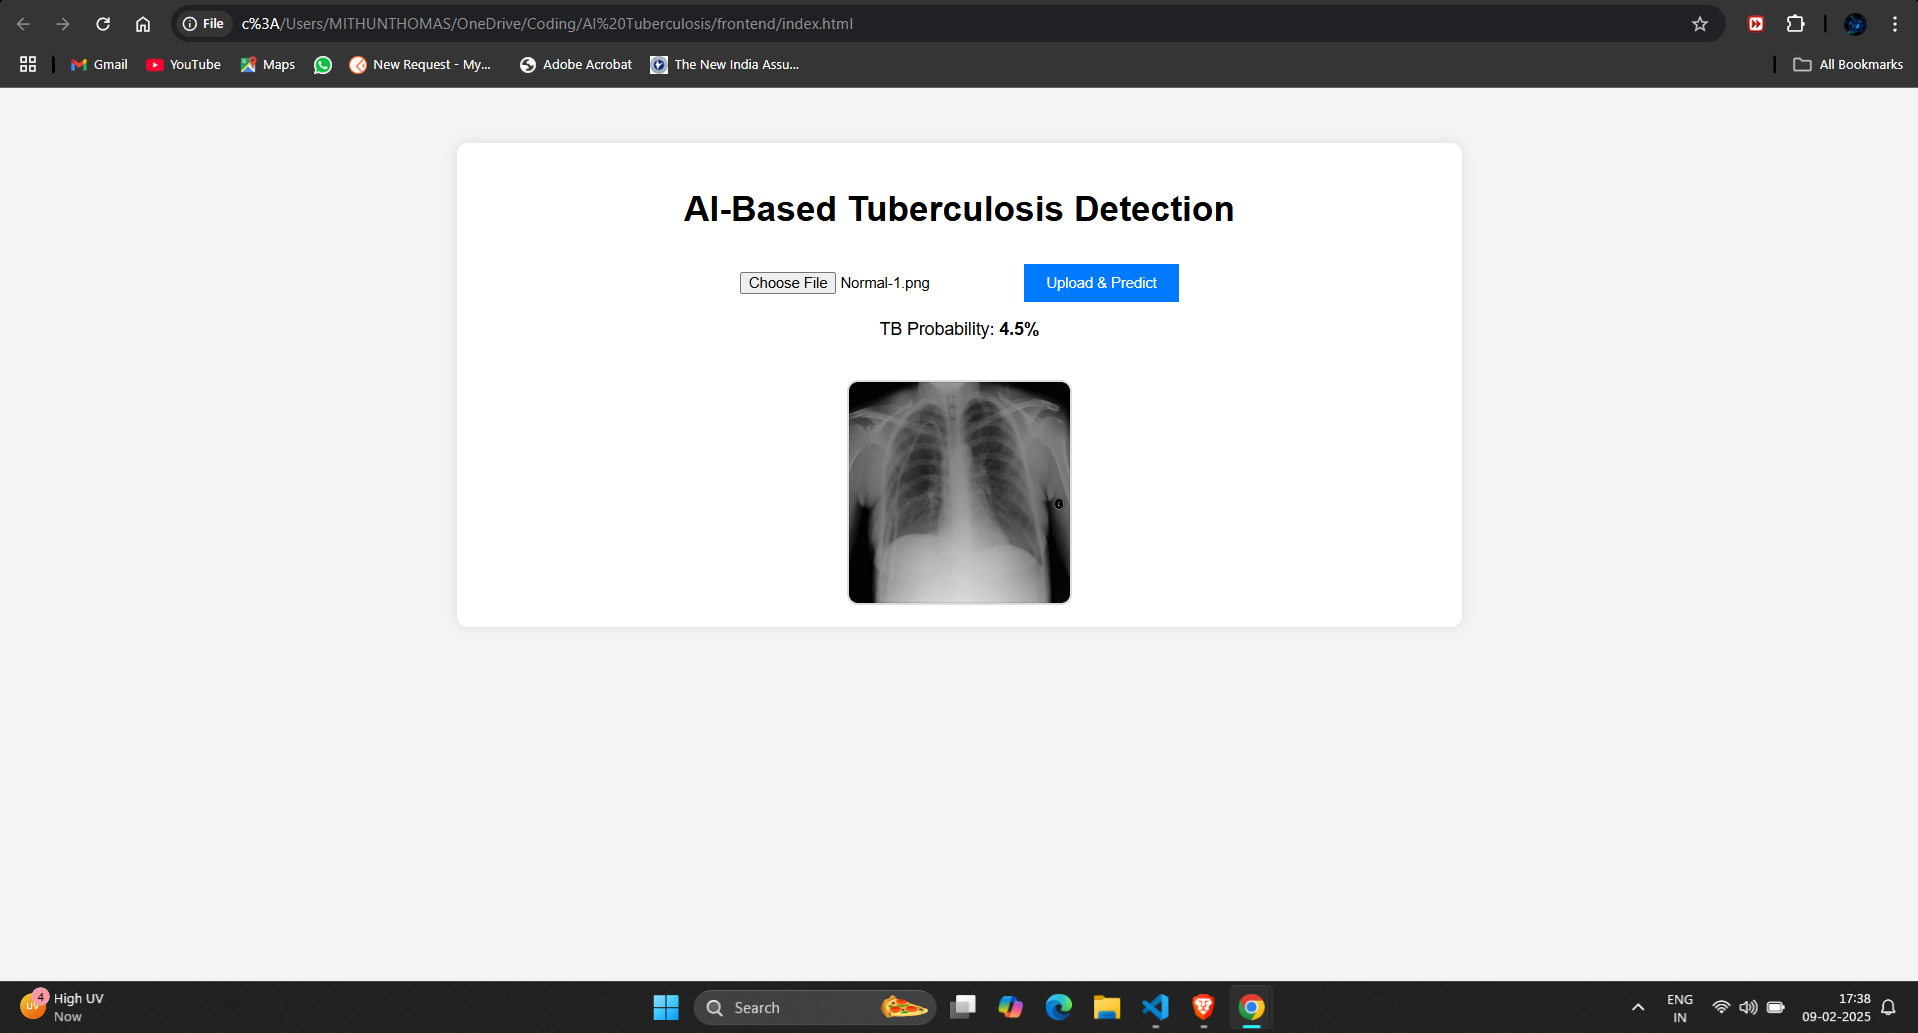 File c%3A/Users/MITHUNTHOMAS/OneDrive/Coding/AI%20Tuberculosis/frontend/index.html
Gmail YouTube Maps New Request - My... Adobe Acrobat The New India Assu... All Bookmarks
AI-Based Tuberculosis Detection
Choose File Normal-1.png Upload & Predict
TB Probability: 4.5%
4 UV High UV
Now
Search
ENG
IN
17:38
09-02-2025